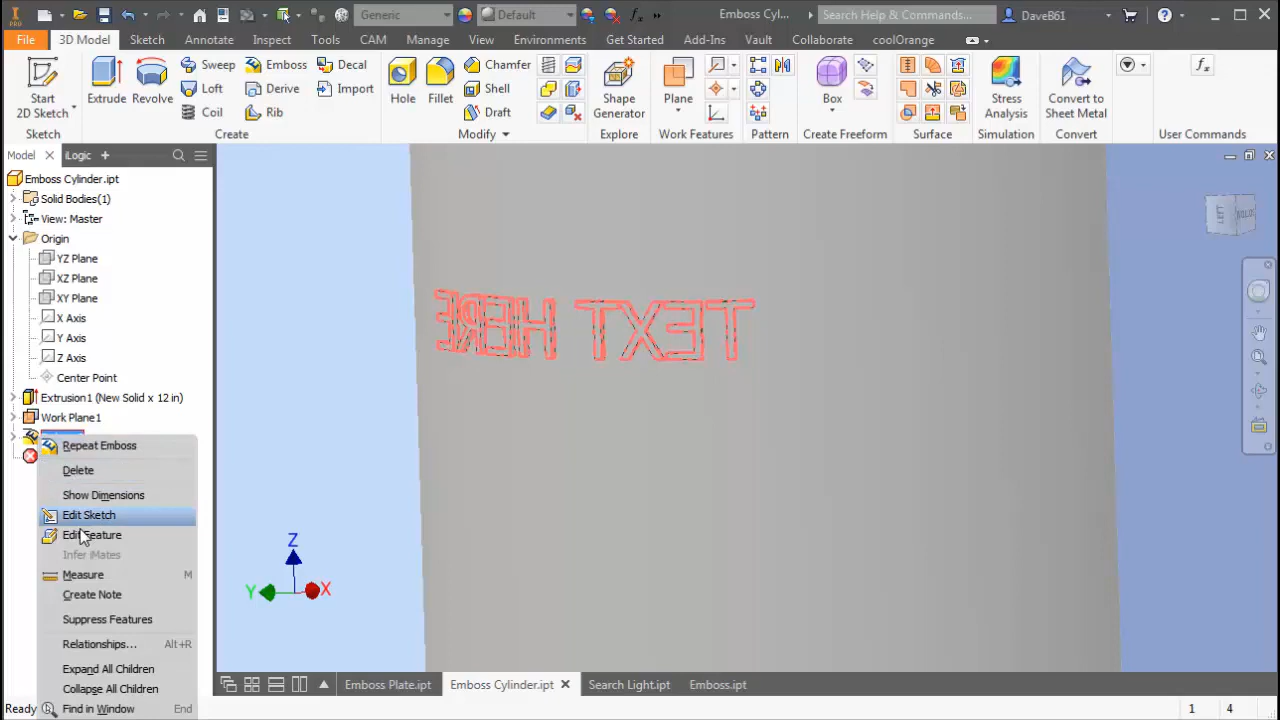 PRO
Generic
Default
Emboss Cyl...
Search Help & Commands...
DaveB61
File
3D Model
Sketch
Annotate
Inspect
Tools
CAM
Manage
View
Environments
Get Started
Add-Ins
Vault
Collaborate
coolOrange
Start
2D Sketch
Extrude
Revolve
Sweep
Emboss
Decal
Loft
Derive
Import
Coil
Rib
Hole
Fillet
Chamfer
Shell
Draft
Shape
Generator
Plane
Box
Stress
Analysis
Convert to
Sheet Metal
Sketch
Create
Modify
Explore
Work Features
Pattern
Create Freeform
Surface
Simulation
Convert
User Commands
Model
iLogic
Emboss Cylinder.ipt
Solid Bodies(1)
View: Master
Origin
YZ Plane
XZ Plane
XY Plane
X Axis
Y Axis
Z Axis
Center Point
Extrusion1 (New Solid x 12 in)
Work Plane1
Repeat Emboss
Delete
Show Dimensions
Edit Sketch
Edit Feature
Infer iMates
Measure M
Create Note
Suppress Features
Relationships... Alt+R
Expand All Children
Collapse All Children
Find in Window End
TEXT HERE
LEFT
Z
Y
X
Emboss Plate.ipt
Emboss Cylinder.ipt
Search Light.ipt
Emboss.ipt
Ready
1 4